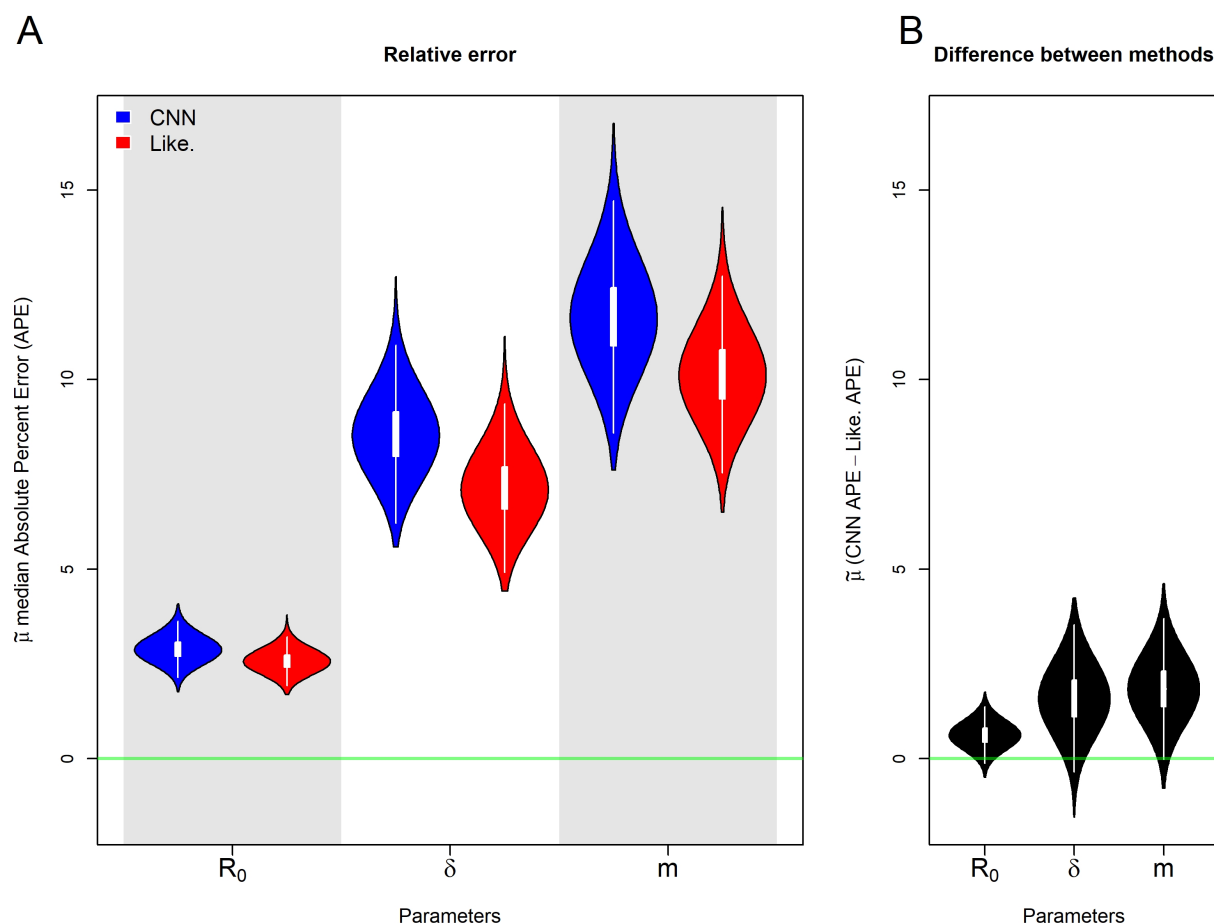 A
Relative error
CNN
Like.
μ̃ median Absolute Percent Error (APE)
15
10
5
0
R₀ δ m
Parameters
B
Difference between methods
μ̃ (CNN APE – Like. APE)
15
10
5
0
R₀ δ m
Parameters